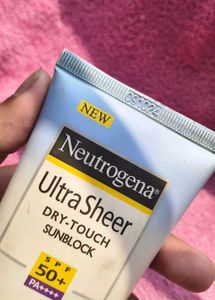 NEW
Neutrogena®
Ultra Sheer
DRY-TOUCH
SUNBLOCK
SPF
50+
PA++++